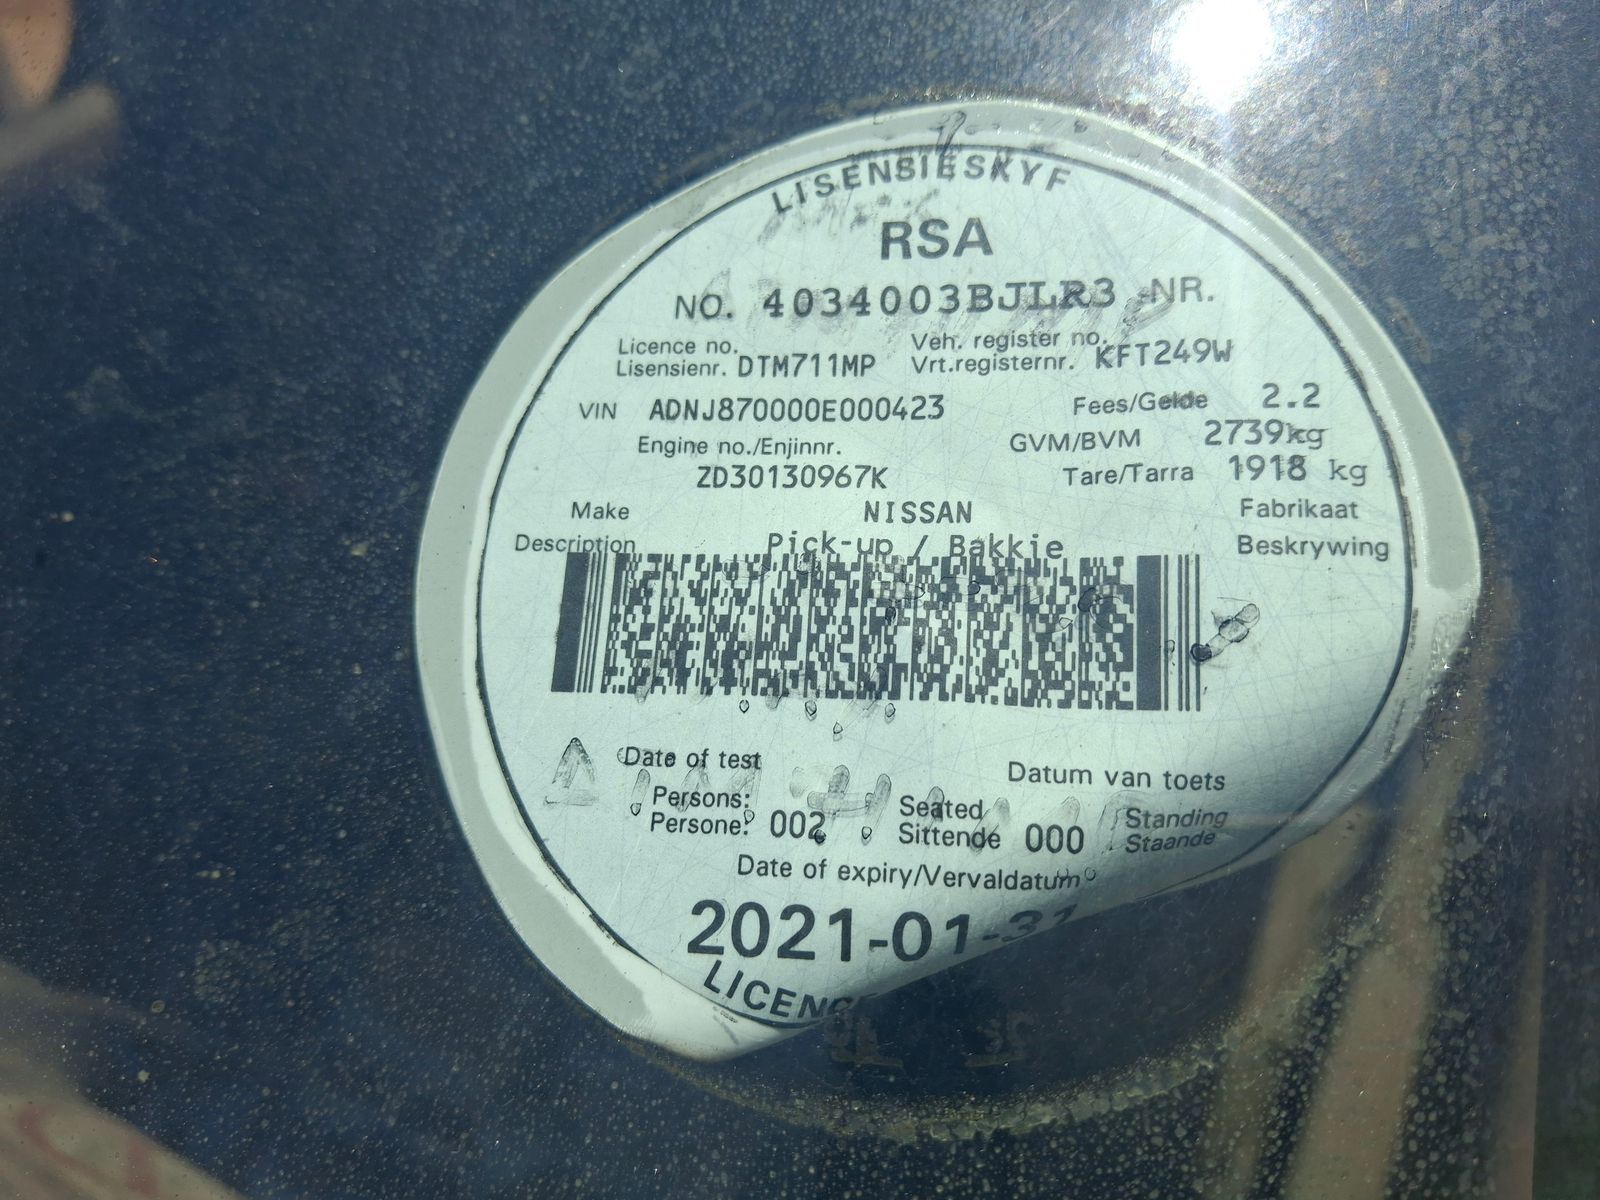 LISENSIESKYF
RSA
NO. 4034003BJLR3 NR.
Licence no. Veh. register no.
Lisensienr. DTM711MP Vrt.registernr. KFT249W
VIN ADNJ870000E000423 Fees/Gelde 2.2
Engine no./Enjinnr. GVM/BVM 2739kg
ZD30130967K Tare/Tarra 1918 kg
Make NISSAN Fabrikaat
Description Pick-up / Bakkie Beskrywing
Date of test Datum van toets
Persons: Seated Standing
Persone: 002 Sittende 000 Staande
Date of expiry/Vervaldatum
2021-01-31
LICENC